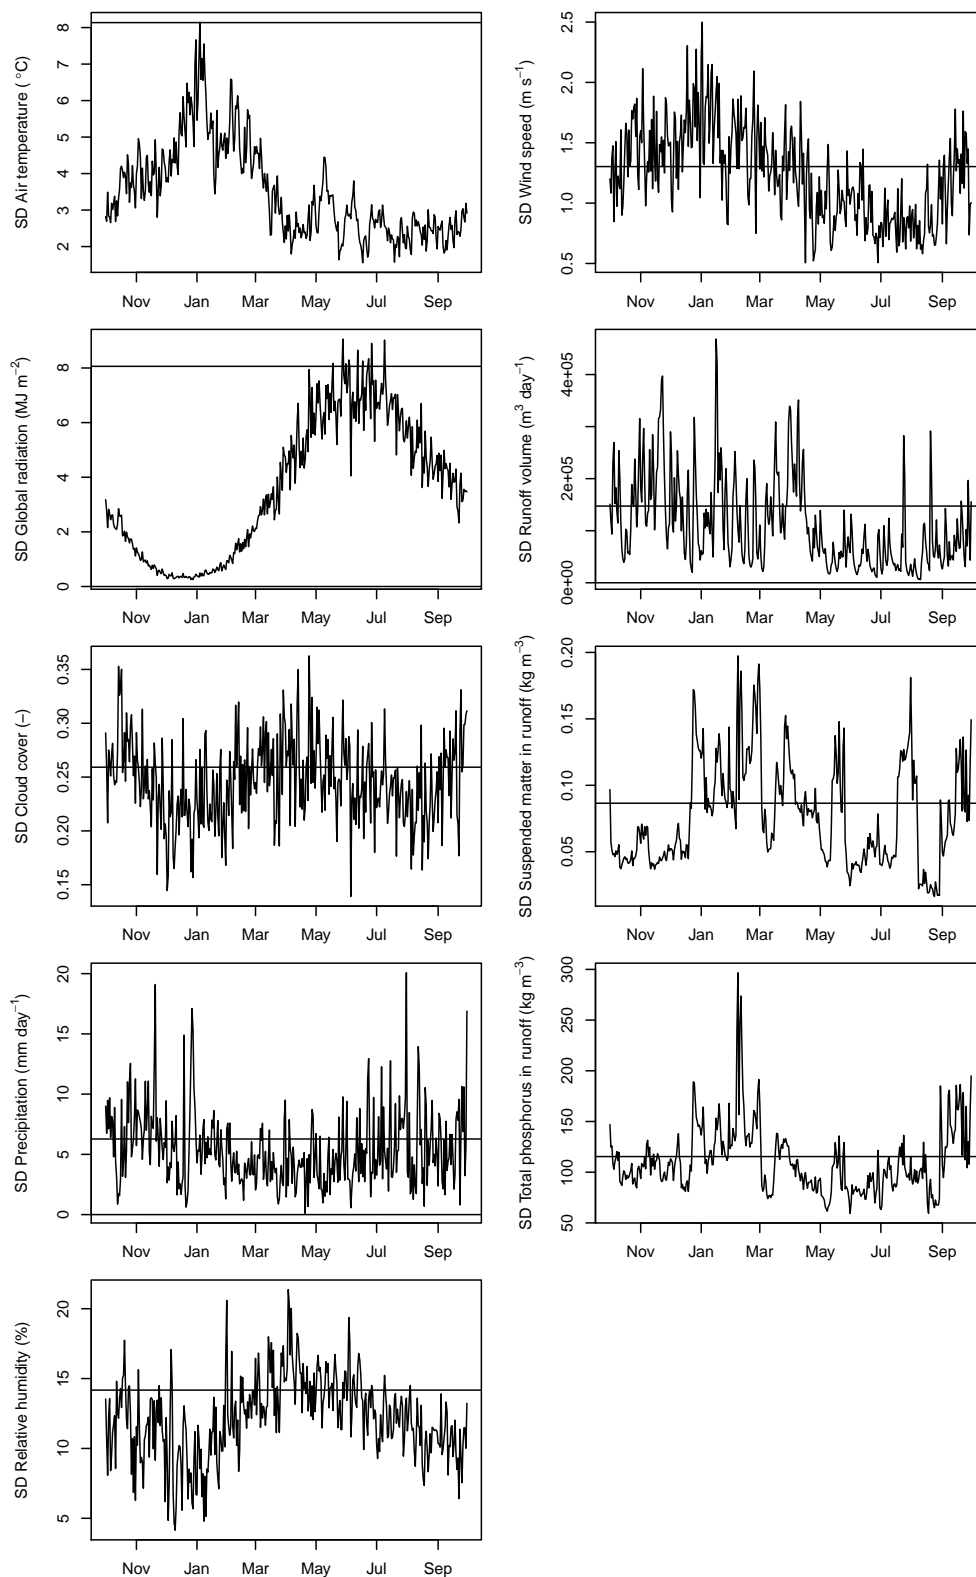 SD Air temperature ( °C)
8
7
6
5
4
3
2
Nov Jan Mar May Jul Sep
SD Wind speed (m s−1)
2.5
2.0
1.5
1.0
0.5
Nov Jan Mar May Jul Sep
SD Global radiation (MJ m−2)
8
6
4
2
0
Nov Jan Mar May Jul Sep
SD Runoff volume (m3 day−1)
4e+05
2e+05
0e+00
Nov Jan Mar May Jul Sep
SD Cloud cover (−)
0.35
0.30
0.25
0.20
0.15
Nov Jan Mar May Jul Sep
SD Suspended matter in runoff (kg m−3)
0.20
0.15
0.10
0.05
Nov Jan Mar May Jul Sep
SD Precipitation (mm day−1)
20
15
10
5
0
Nov Jan Mar May Jul Sep
SD Total phosphorus in runoff (kg m−3)
300
250
200
150
100
50
Nov Jan Mar May Jul Sep
SD Relative humidity (%)
20
15
10
5
Nov Jan Mar May Jul Sep